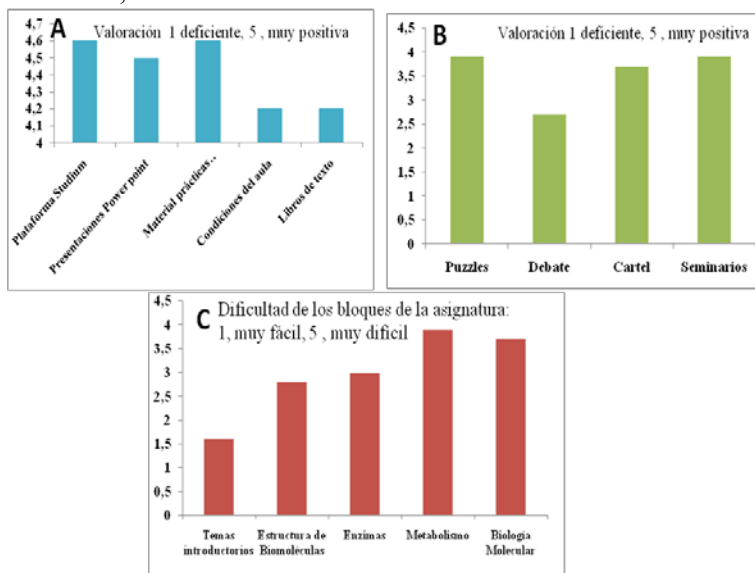 A
Valoración 1 deficiente, 5 , muy positiva
4,7
4,6
4,5
4,4
4,3
4,2
4,1
4
Plataforma Studium
Presentaciones Power point
Material prácticas..
Condiciones del aula
Libros de texto
B
Valoración 1 deficiente, 5 , muy positiva
4,5
4
3,5
3
2,5
2
1,5
1
0,5
0
Puzzles Debate Cartel Seminarios
C
Dificultad de los bloques de la asignatura:
1, muy fácil, 5 , muy difícil
4,5
4
3,5
3
2,5
2
1,5
1
0,5
0
Temas Estructura de Enzimas Metabolismo Biología
introductorios Biomoléculas Molecular